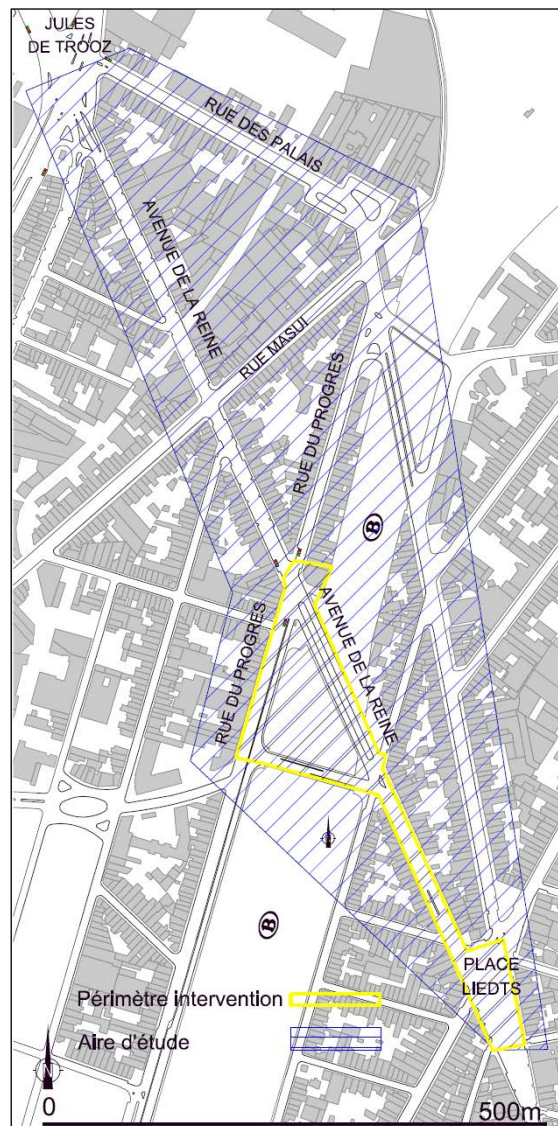 JULES
DE TROOZ
RUE DES PALAIS
AVENUE DE LA REINE
RUE MASUI
RUE DU PROGRES
B
AVENUE DE LA REINE
RUE DU PROGRES
B
PLACE
LIEDTS
Périmètre intervention
Aire d'étude
N
0
500m